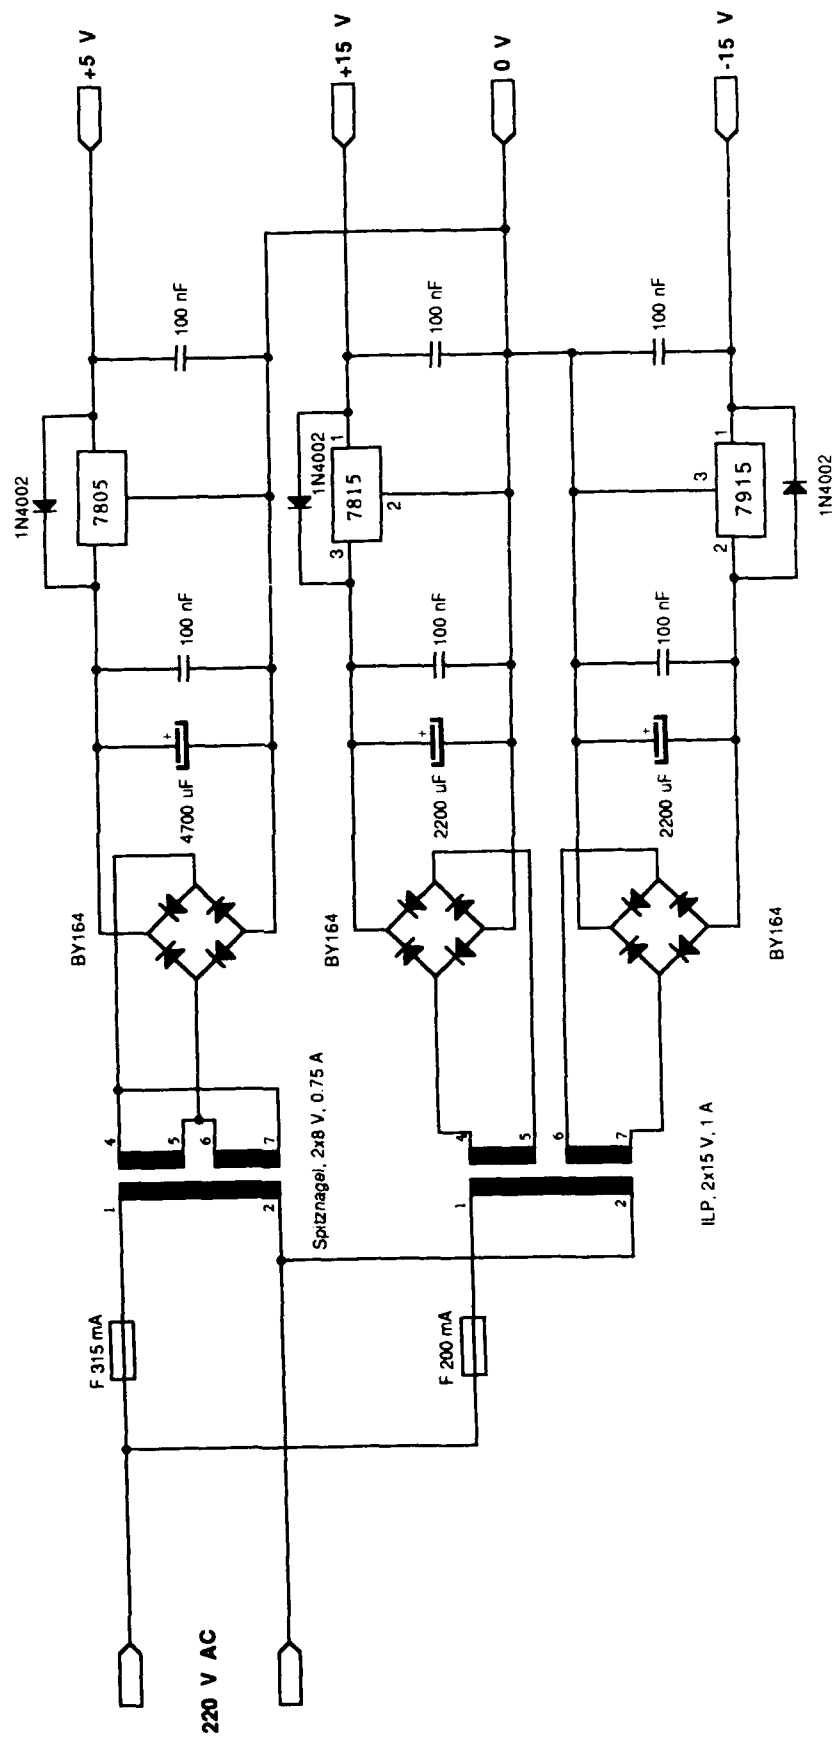 220 V AC
F 315 mA
1
2
4
5
6
7
Spitznagel, 2x8 V, 0.75 A
BY164
4700 uF
+
100 nF
1N4002
7805
100 nF
+5 V
F 200 mA
1
2
4
5
6
7
ILP, 2x15 V, 1 A
BY164
2200 uF
+
100 nF
1N4002
3
7815
1
2
100 nF
+15 V
0 V
BY164
2200 uF
+
100 nF
2
7915
1
3
1N4002
100 nF
-15 V